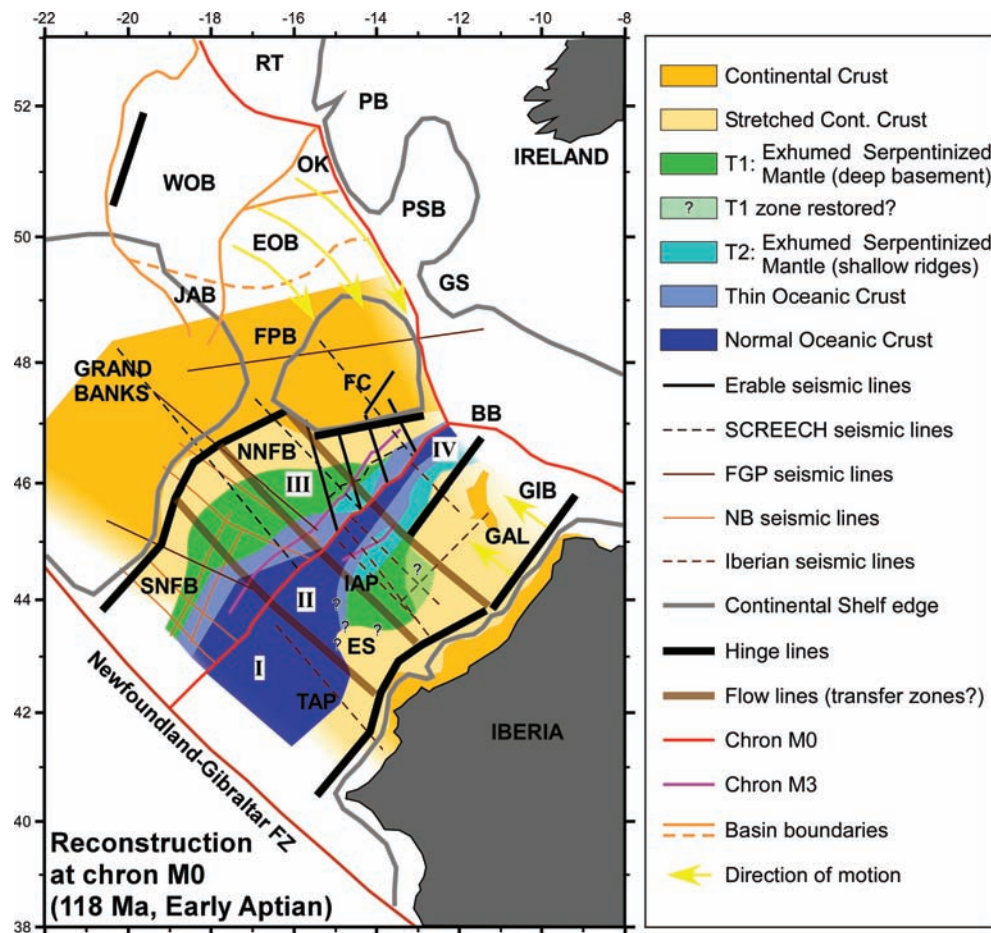 -22 -20 -18 -16 -14 -12 -10 -8
52
50
48
46
44
42
40
38
RT
PB
IRELAND
OK
WOB
PSB
EOB
GS
JAB
FPB
GRAND
BANKS
FC
BB
NNFB
IV
III
GIB
GAL
?
SNFB
IAP
II
?
?
?
?
ES
I
TAP
IBERIA
Newfoundland-Gibraltar FZ
Reconstruction
at chron M0
(118 Ma, Early Aptian)
Continental Crust
Stretched Cont. Crust
T1: Exhumed Serpentinized
Mantle (deep basement)
? T1 zone restored?
T2: Exhumed Serpentinized
Mantle (shallow ridges)
Thin Oceanic Crust
Normal Oceanic Crust
Erable seismic lines
SCREECH seismic lines
FGP seismic lines
NB seismic lines
Iberian seismic lines
Continental Shelf edge
Hinge lines
Flow lines (transfer zones?)
Chron M0
Chron M3
Basin boundaries
Direction of motion